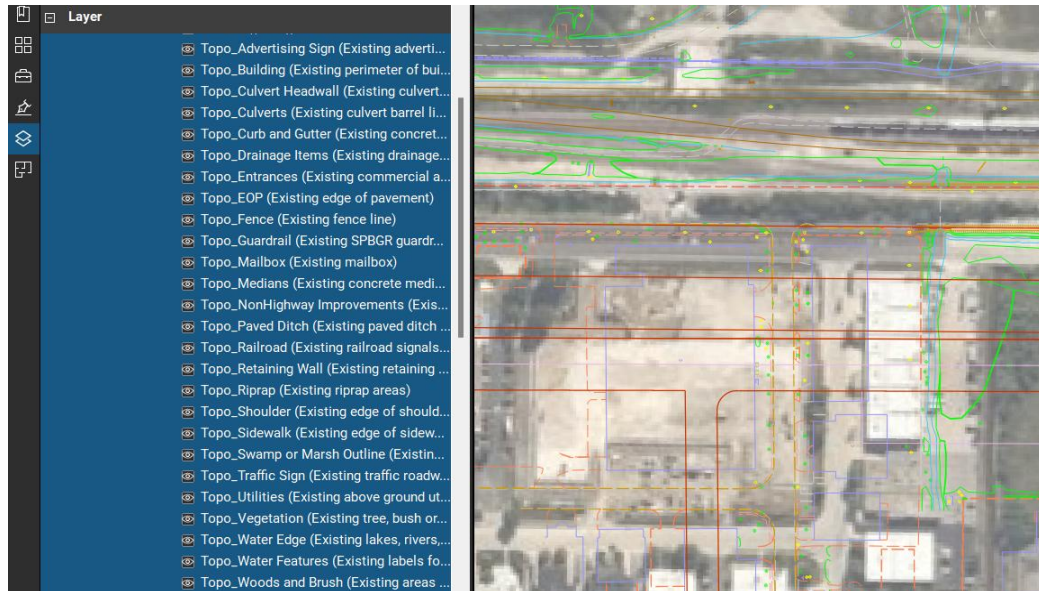 Layer
Topo_Advertising Sign (Existing adverti...
Topo_Building (Existing perimeter of bui...
Topo_Culvert Headwall (Existing culvert...
Topo_Culverts (Existing culvert barrel li...
Topo_Curb and Gutter (Existing concret...
Topo_Drainage Items (Existing drainage...
Topo_Entrances (Existing commercial a...
Topo_EOP (Existing edge of pavement)
Topo_Fence (Existing fence line)
Topo_Guardrail (Existing SPBGR guardr...
Topo_Mailbox (Existing mailbox)
Topo_Medians (Existing concrete medi...
Topo_NonHighway Improvements (Exis...
Topo_Paved Ditch (Existing paved ditch ...
Topo_Railroad (Existing railroad signals...
Topo_Retaining Wall (Existing retaining ...
Topo_Riprap (Existing riprap areas)
Topo_Shoulder (Existing edge of should...
Topo_Sidewalk (Existing edge of sidew...
Topo_Swamp or Marsh Outline (Existin...
Topo_Traffic Sign (Existing traffic roadw...
Topo_Utilities (Existing above ground ut...
Topo_Vegetation (Existing tree, bush or...
Topo_Water Edge (Existing lakes, rivers,...
Topo_Water Features (Existing labels fo...
Topo_Woods and Brush (Existing areas ...